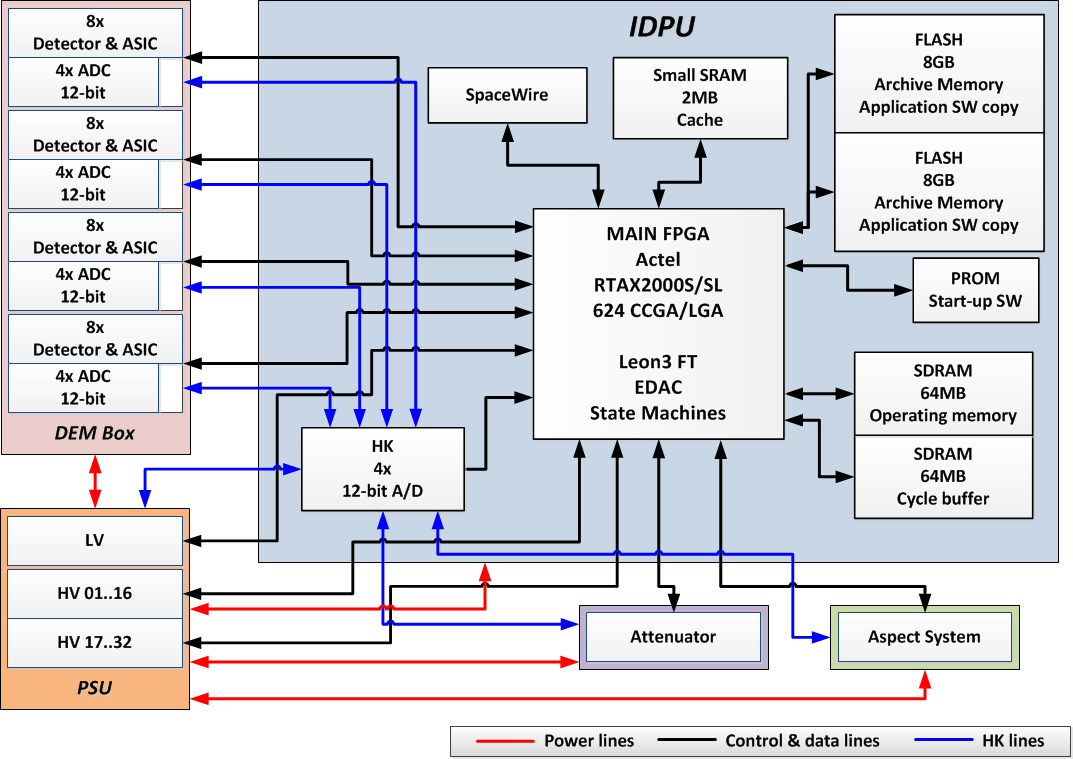 8x
Detector & ASIC
4x ADC
12-bit
8x
Detector & ASIC
4x ADC
12-bit
8x
Detector & ASIC
4x ADC
12-bit
8x
Detector & ASIC
4x ADC
12-bit
DEM Box
LV
HV 01..16
HV 17..32
PSU
IDPU
SpaceWire
Small SRAM
2MB
Cache
FLASH
8GB
Archive Memory
Application SW copy
FLASH
8GB
Archive Memory
Application SW copy
MAIN FPGA
Actel
RTAX2000S/SL
624 CCGA/LGA
Leon3 FT
EDAC
State Machines
PROM
Start-up SW
SDRAM
64MB
Operating memory
SDRAM
64MB
Cycle buffer
HK
4x
12-bit A/D
Attenuator
Aspect System
Power lines
Control & data lines
HK lines